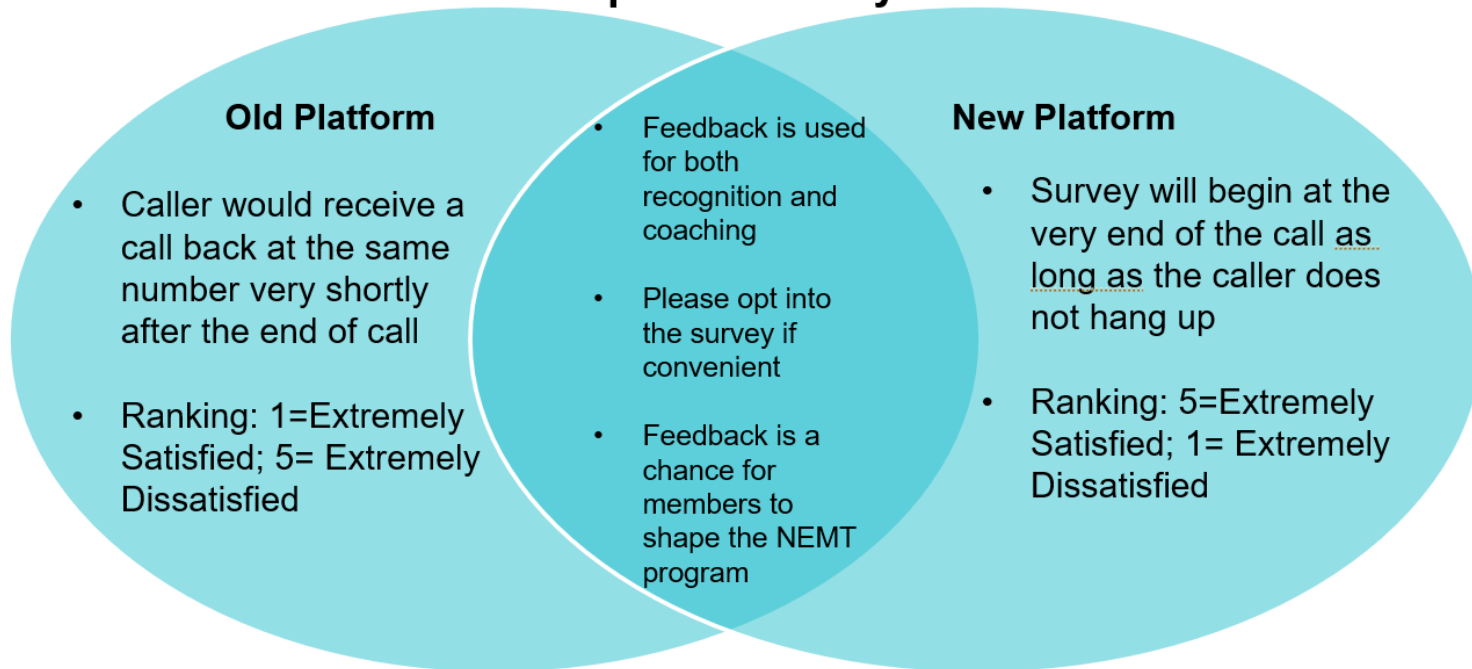 Old Platform
• Caller would receive a
call back at the same
number very shortly
after the end of call
• Ranking: 1=Extremely
Satisfied; 5= Extremely
Dissatisfied
• Feedback is used
for both
recognition and
coaching
• Please opt into
the survey if
convenient
• Feedback is a
chance for
members to
shape the NEMT
program
New Platform
• Survey will begin at the
very end of the call as
long as the caller does
not hang up
• Ranking: 5=Extremely
Satisfied; 1= Extremely
Dissatisfied